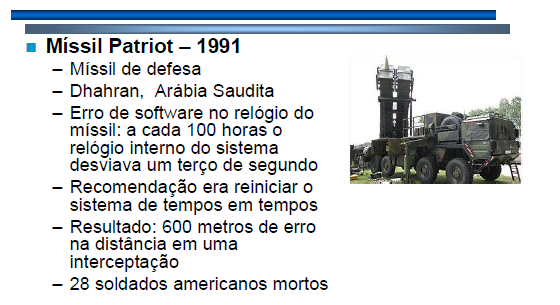 Míssil Patriot – 1991
– Míssil de defesa
– Dhahran, Arábia Saudita
– Erro de software no relógio do
míssil: a cada 100 horas o
relógio interno do sistema
desviava um terço de segundo
– Recomendação era reiniciar o
sistema de tempos em tempos
– Resultado: 600 metros de erro
na distância em uma
interceptação
– 28 soldados americanos mortos